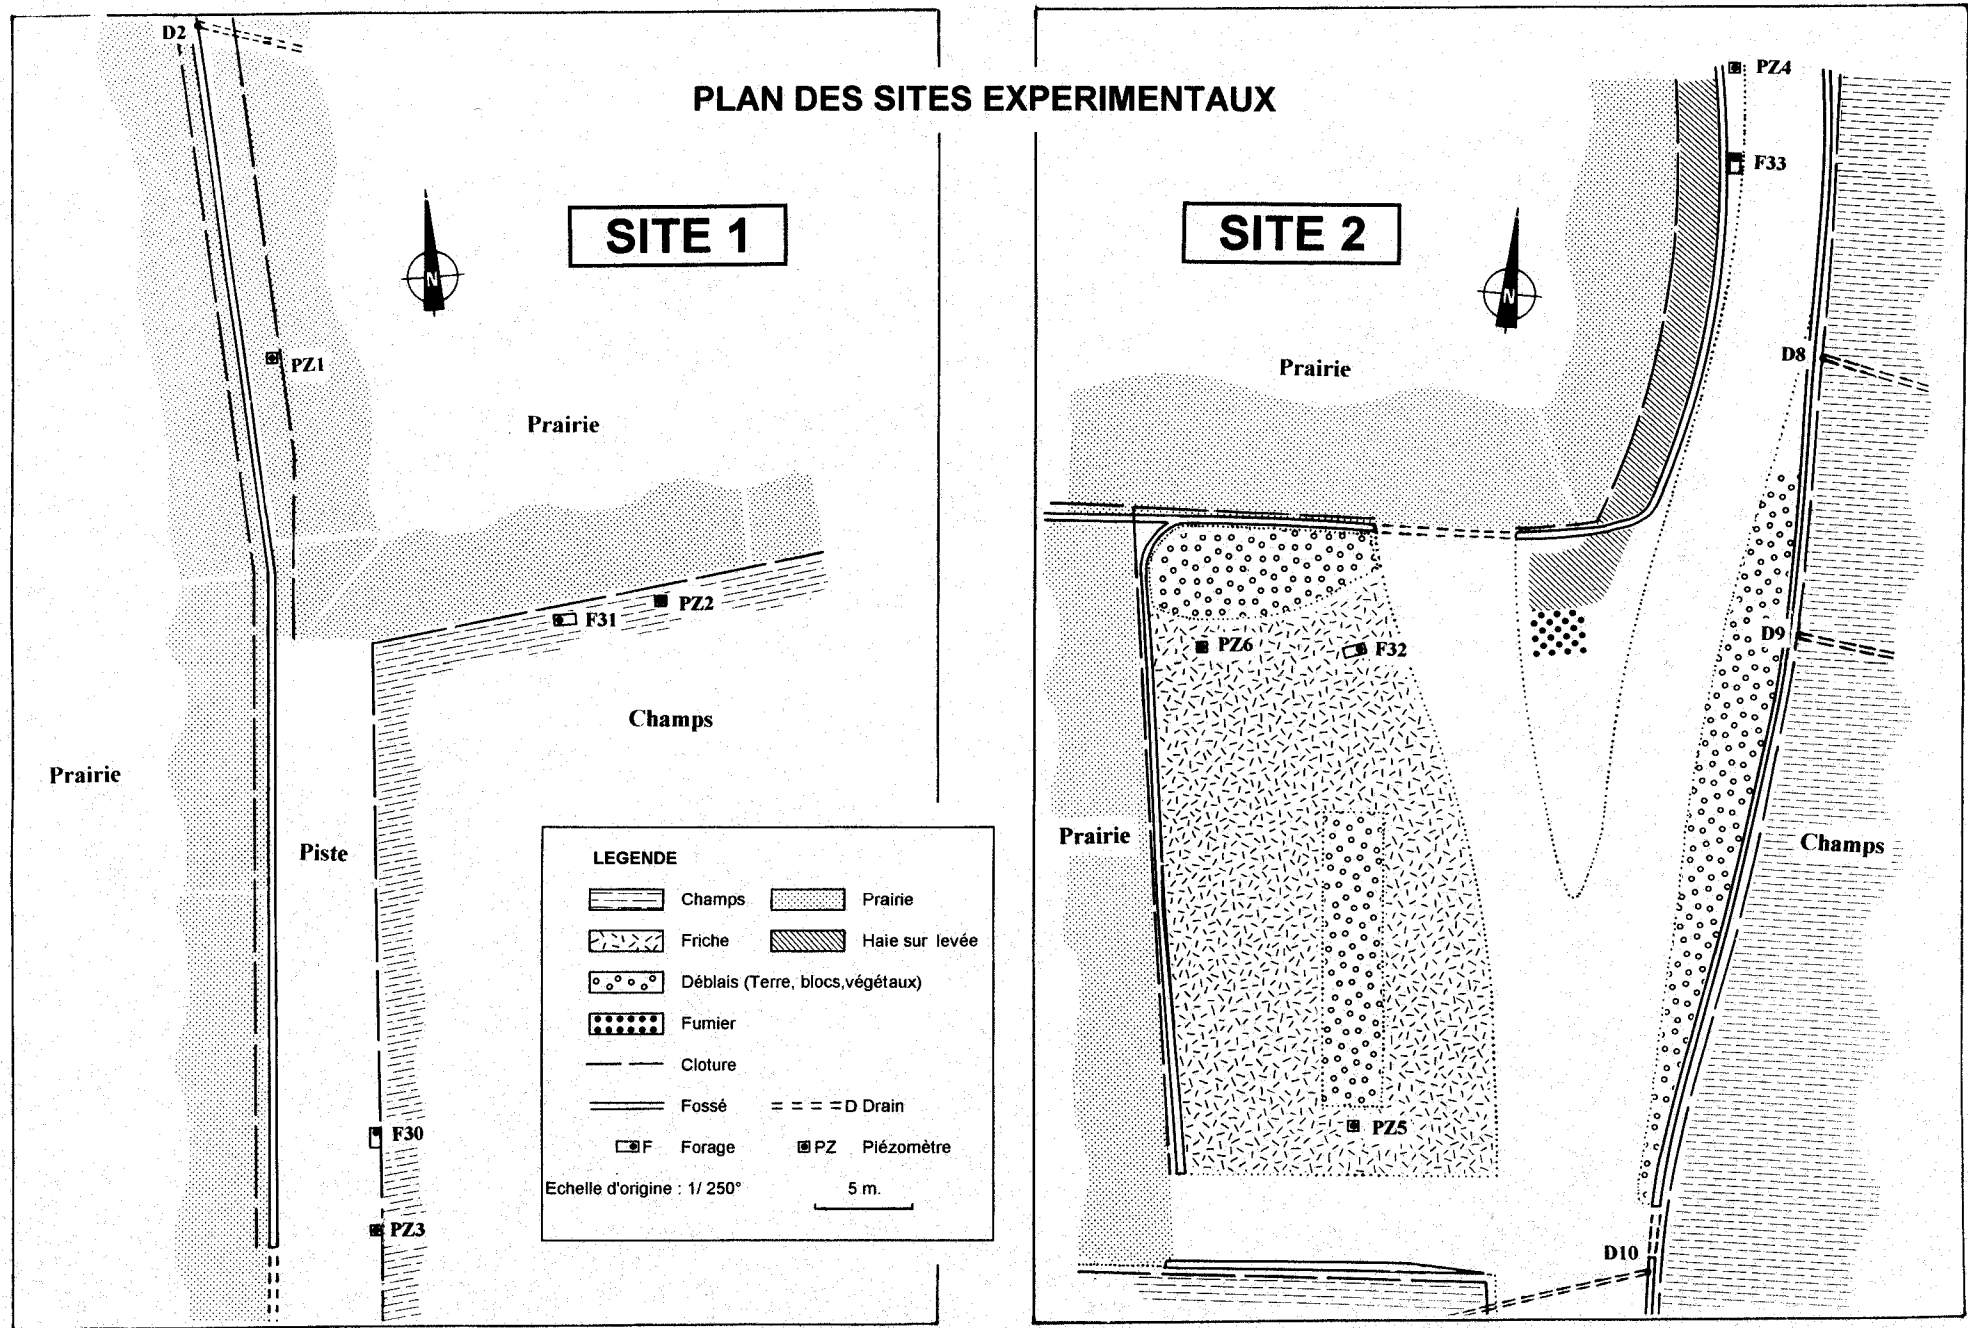 PLAN DES SITES EXPERIMENTAUX
SITE 1
D2
N
PZ1
Prairie
F31
PZ2
Champs
Prairie
Piste
F30
PZ3
LEGENDE
Champs
Prairie
Friche
Haie sur levée
Déblais (Terre, blocs,végétaux)
Fumier
Cloture
Fossé
D Drain
F Forage
PZ Piézomètre
Echelle d'origine : 1/ 250°
5 m.
SITE 2
PZ4
F33
N
Prairie
D8
D9
PZ6
F32
Prairie
Champs
PZ5
D10